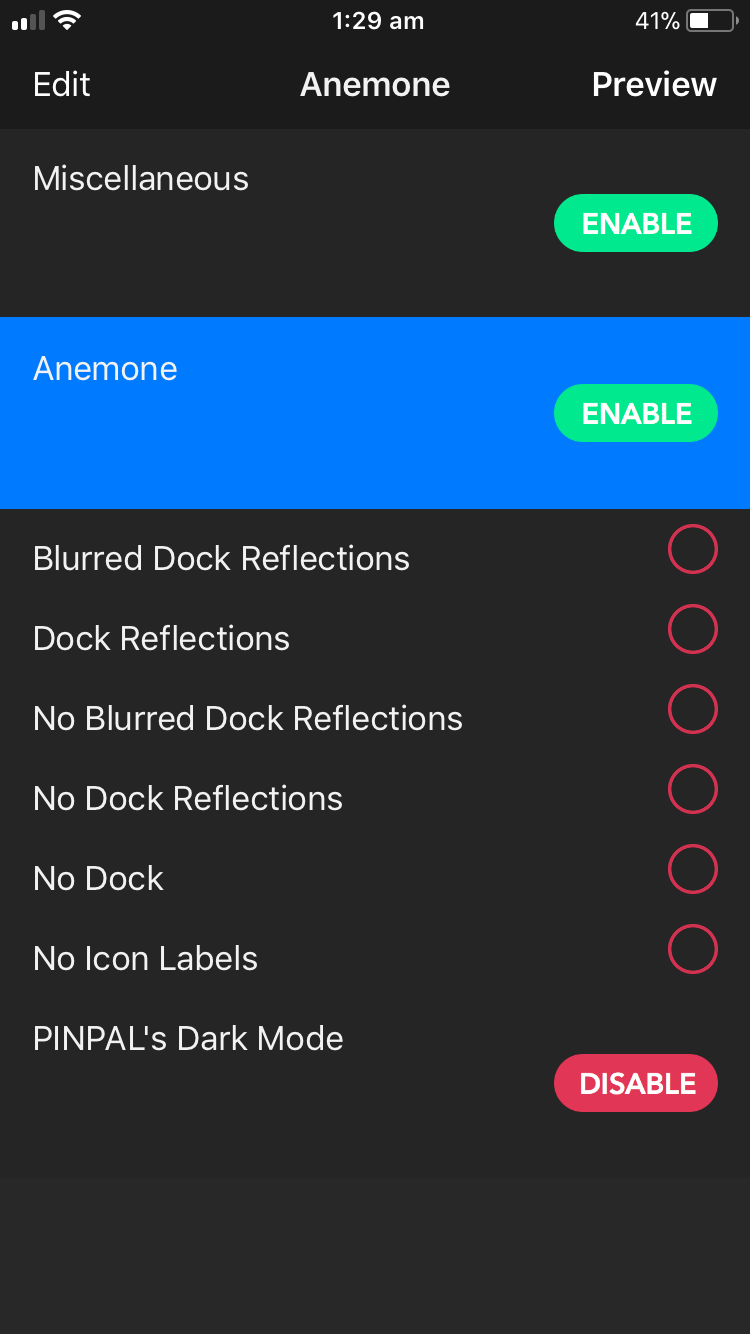 1:29 am 41%
Edit Anemone Preview
Miscellaneous
ENABLE
Anemone
ENABLE
Blurred Dock Reflections
Dock Reflections
No Blurred Dock Reflections
No Dock Reflections
No Dock
No Icon Labels
PINPAL's Dark Mode
DISABLE